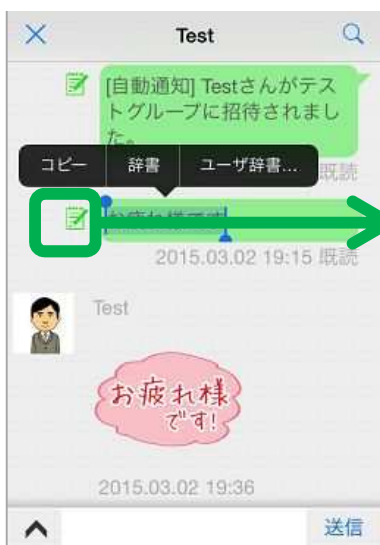 Test
[自動通知] Testさんがテス
トグループに招待されまし
た。
コピー 辞書 ユーザ辞書...
既読
お疲れ様です
2015.03.02 19:15 既読
Test
お疲れ様
です!
2015.03.02 19:36
送信